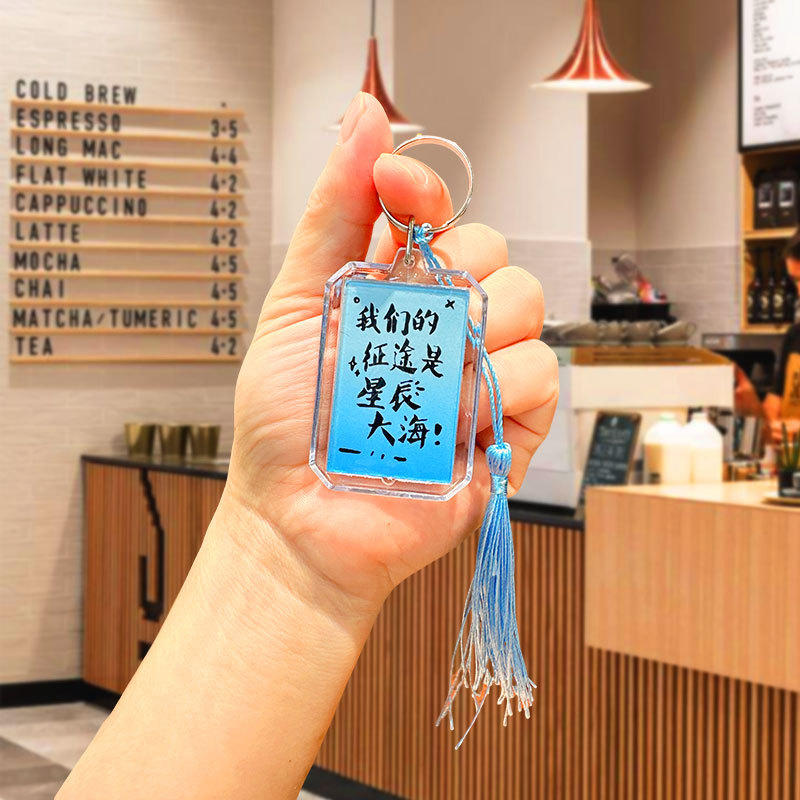 COLD BREW
ESPRESSO 3·5
LONG MAC 4·4
FLAT WHITE 4·2
CAPPUCCINO 4·2
LATTE 4·2
MOCHA 4·5
CHAI 4·5
MATCHA/TUMERIC 4·5
TEA 4·2
我们的
征途是
星辰
大海!